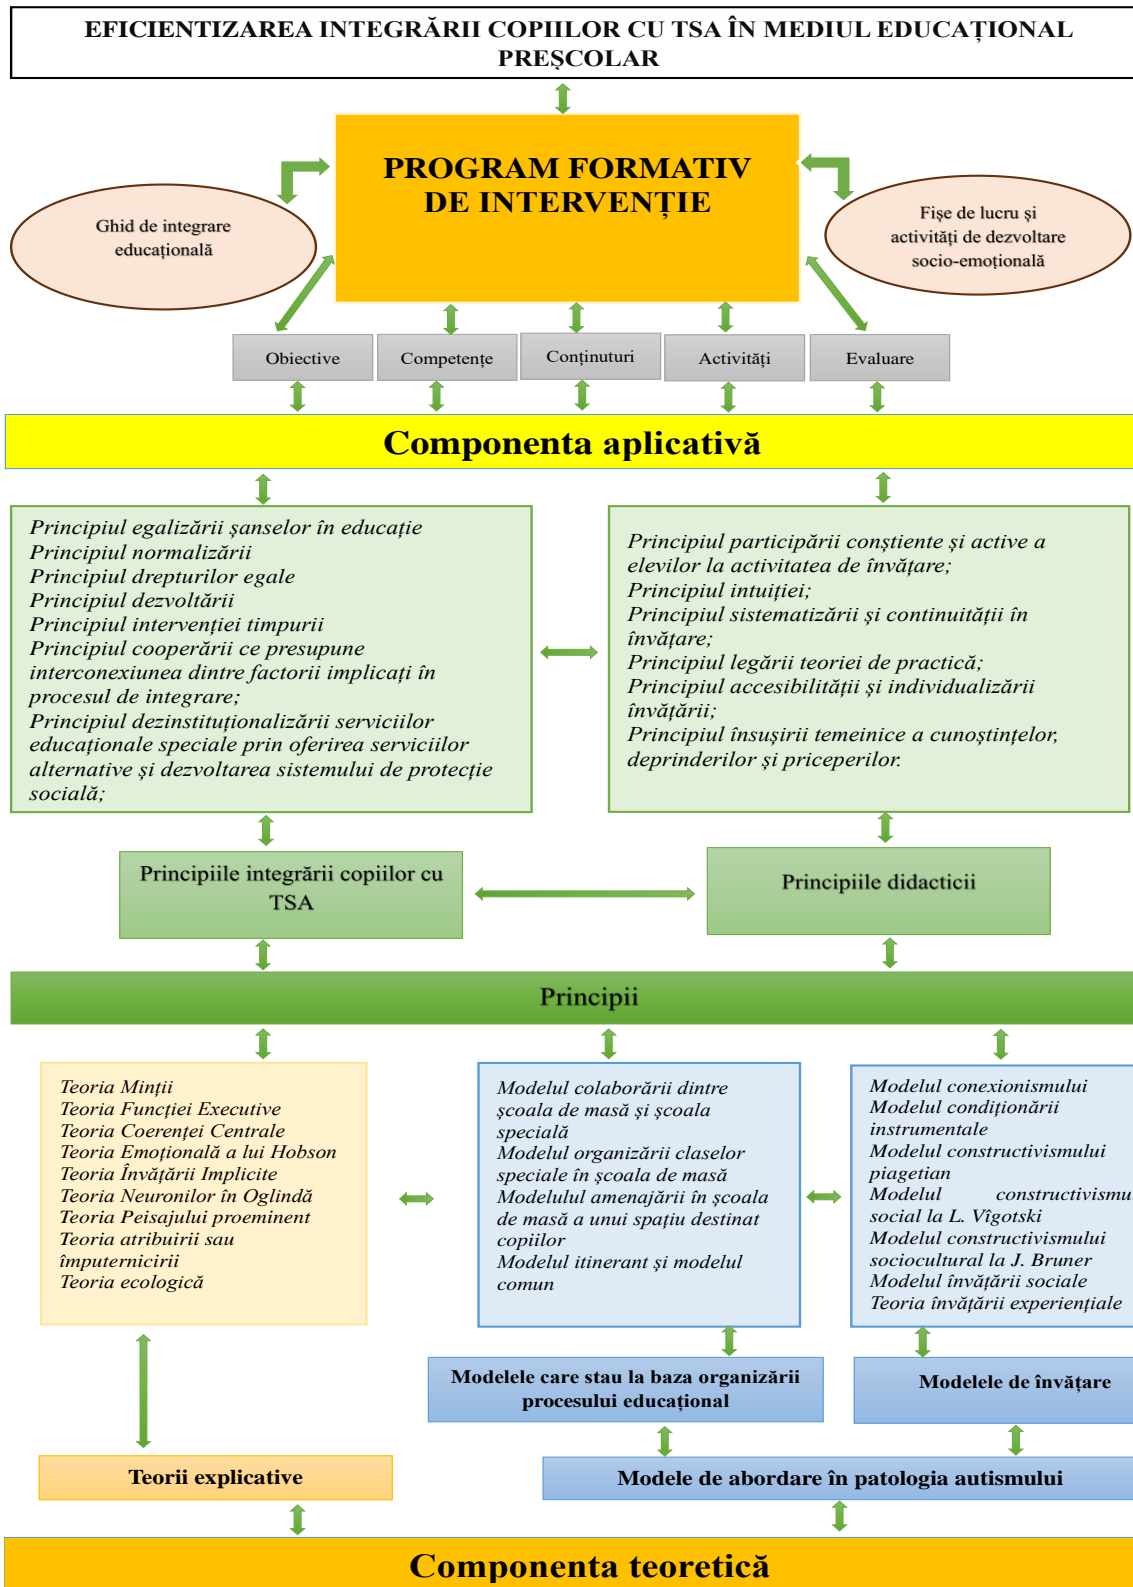 EFICIENTIZAREA INTEGRĂRII COPIILOR CU TSA ÎN MEDIUL EDUCAȚIONAL
PREȘCOLAR
PROGRAM FORMATIV
DE INTERVENȚIE
Ghid de integrare
educațională
Fișe de lucru și
activități de dezvoltare
socio-emoțională
Obiective
Competențe
Conținuturi
Activități
Evaluare
Componenta aplicativă
Principiul egalizării șanselor în educație
Principiul normalizării
Principiul drepturilor egale
Principiul dezvoltării
Principiul intervenției timpurii
Principiul cooperării ce presupune
interconexiunea dintre factorii implicați în
procesul de integrare;
Principiul dezinstituționalizării serviciilor
educaționale speciale prin oferirea serviciilor
alternative și dezvoltarea sistemului de protecție
socială;
Principiul participării conștiente și active a
elevilor la activitatea de învățare;
Principiul intuiției;
Principiul sistematizării și continuității în
învățare;
Principiul legării teoriei de practică;
Principiul accesibilității și individualizării
învățării;
Principiul însușirii temeinice a cunoștințelor,
deprinderilor și priceperilor.
Principiile integrării copiilor cu
TSA
Principiile didacticii
Principii
Teoria Minții
Teoria Funcției Executive
Teoria Coerenței Centrale
Teoria Emoțională a lui Hobson
Teoria Învățării Implicite
Teoria Neuronilor în Oglindă
Teoria Peisajului proeminent
Teoria atribuirii sau
împuternicirii
Teoria ecologică
Modelul colaborării dintre
școala de masă și școala
specială
Modelul organizării claselor
speciale în școala de masă
Modelulul amenajării în școala
de masă a unui spațiu destinat
copiilor
Modelul itinerant și modelul
comun
Modelul conexionismului
Modelul condiționării
instrumentale
Modelul constructivismului
piagetian
Modelul constructivismul
social la L. Vîgotski
Modelul constructivismului
sociocultural la J. Bruner
Modelul învățării sociale
Teoria învățării experiențiale
Modelele care stau la baza organizării
procesului educațional
Modelele de învățare
Teorii explicative
Modele de abordare în patologia autismului
Componenta teoretică